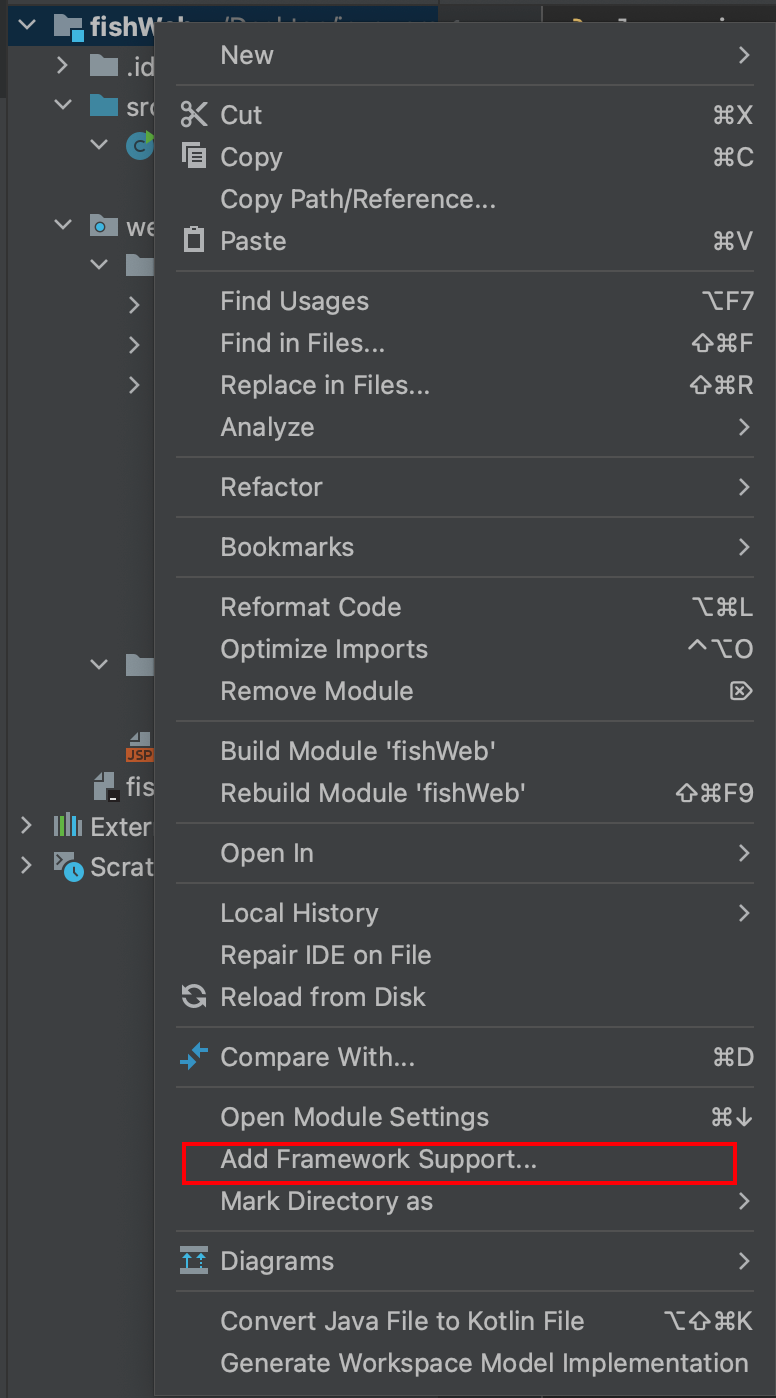 fishWeb
New
.id
Cut ⌘X
src
Copy ⌘C
Copy Path/Reference...
we
Paste ⌘V
Find Usages ⌥F7
Find in Files... ⇧⌘F
Replace in Files... ⇧⌘R
Analyze
Refactor
Bookmarks
Reformat Code ⌥⌘L
Optimize Imports ^⌥O
Remove Module ⌦
Build Module 'fishWeb'
JSP
fis
Rebuild Module 'fishWeb' ⇧⌘F9
Exter
Open In
Scrat
Local History
Repair IDE on File
Reload from Disk
Compare With... ⌘D
Open Module Settings ⌘↓
Add Framework Support...
Mark Directory as
Diagrams
Convert Java File to Kotlin File ⌥⇧⌘K
Generate Workspace Model Implementation